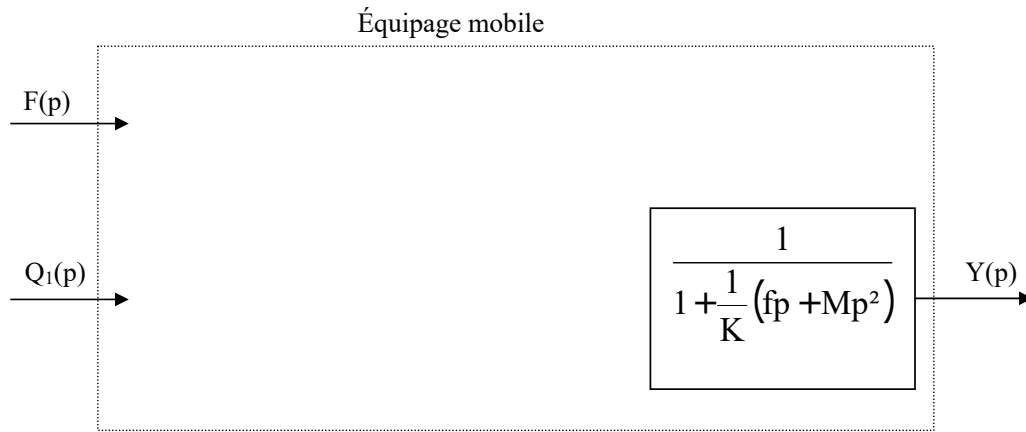 Équipage mobile
F(p)
Q₁(p)
1
1 + 1/K (fp + Mp²)
Y(p)